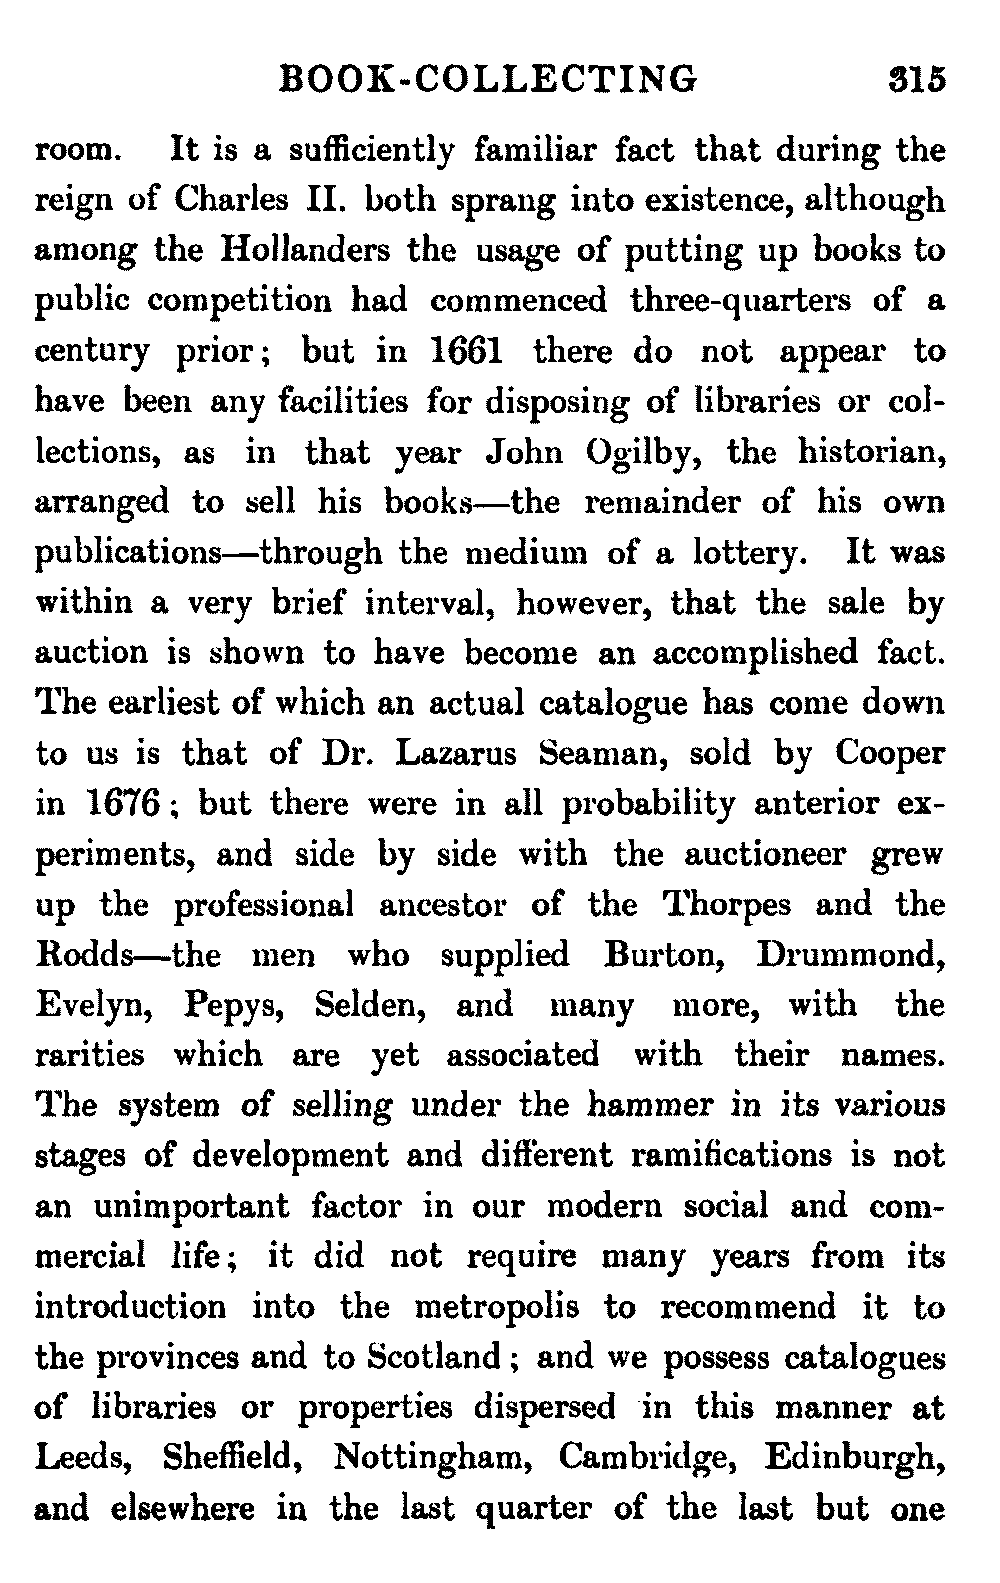 BOOK-COLLECTING 315
room. It is a sufficiently familiar fact that during the
reign of Charles II. both sprang into existence, although
among the Hollanders the usage of putting up books to
public competition had commenced three-quarters of a
century prior; but in 1661 there do not appear to
have been any facilities for disposing of libraries or col-
lections, as in that year John Ogilby, the historian,
arranged to sell his books—the remainder of his own
publications—through the medium of a lottery. It was
within a very brief interval, however, that the sale by
auction is shown to have become an accomplished fact.
The earliest of which an actual catalogue has come down
to us is that of Dr. Lazarus Seaman, sold by Cooper
in 1676; but there were in all probability anterior ex-
periments, and side by side with the auctioneer grew
up the professional ancestor of the Thorpes and the
Rodds—the men who supplied Burton, Drummond,
Evelyn, Pepys, Selden, and many more, with the
rarities which are yet associated with their names.
The system of selling under the hammer in its various
stages of development and different ramifications is not
an unimportant factor in our modern social and com-
mercial life; it did not require many years from its
introduction into the metropolis to recommend it to
the provinces and to Scotland; and we possess catalogues
of libraries or properties dispersed in this manner at
Leeds, Sheffield, Nottingham, Cambridge, Edinburgh,
and elsewhere in the last quarter of the last but one